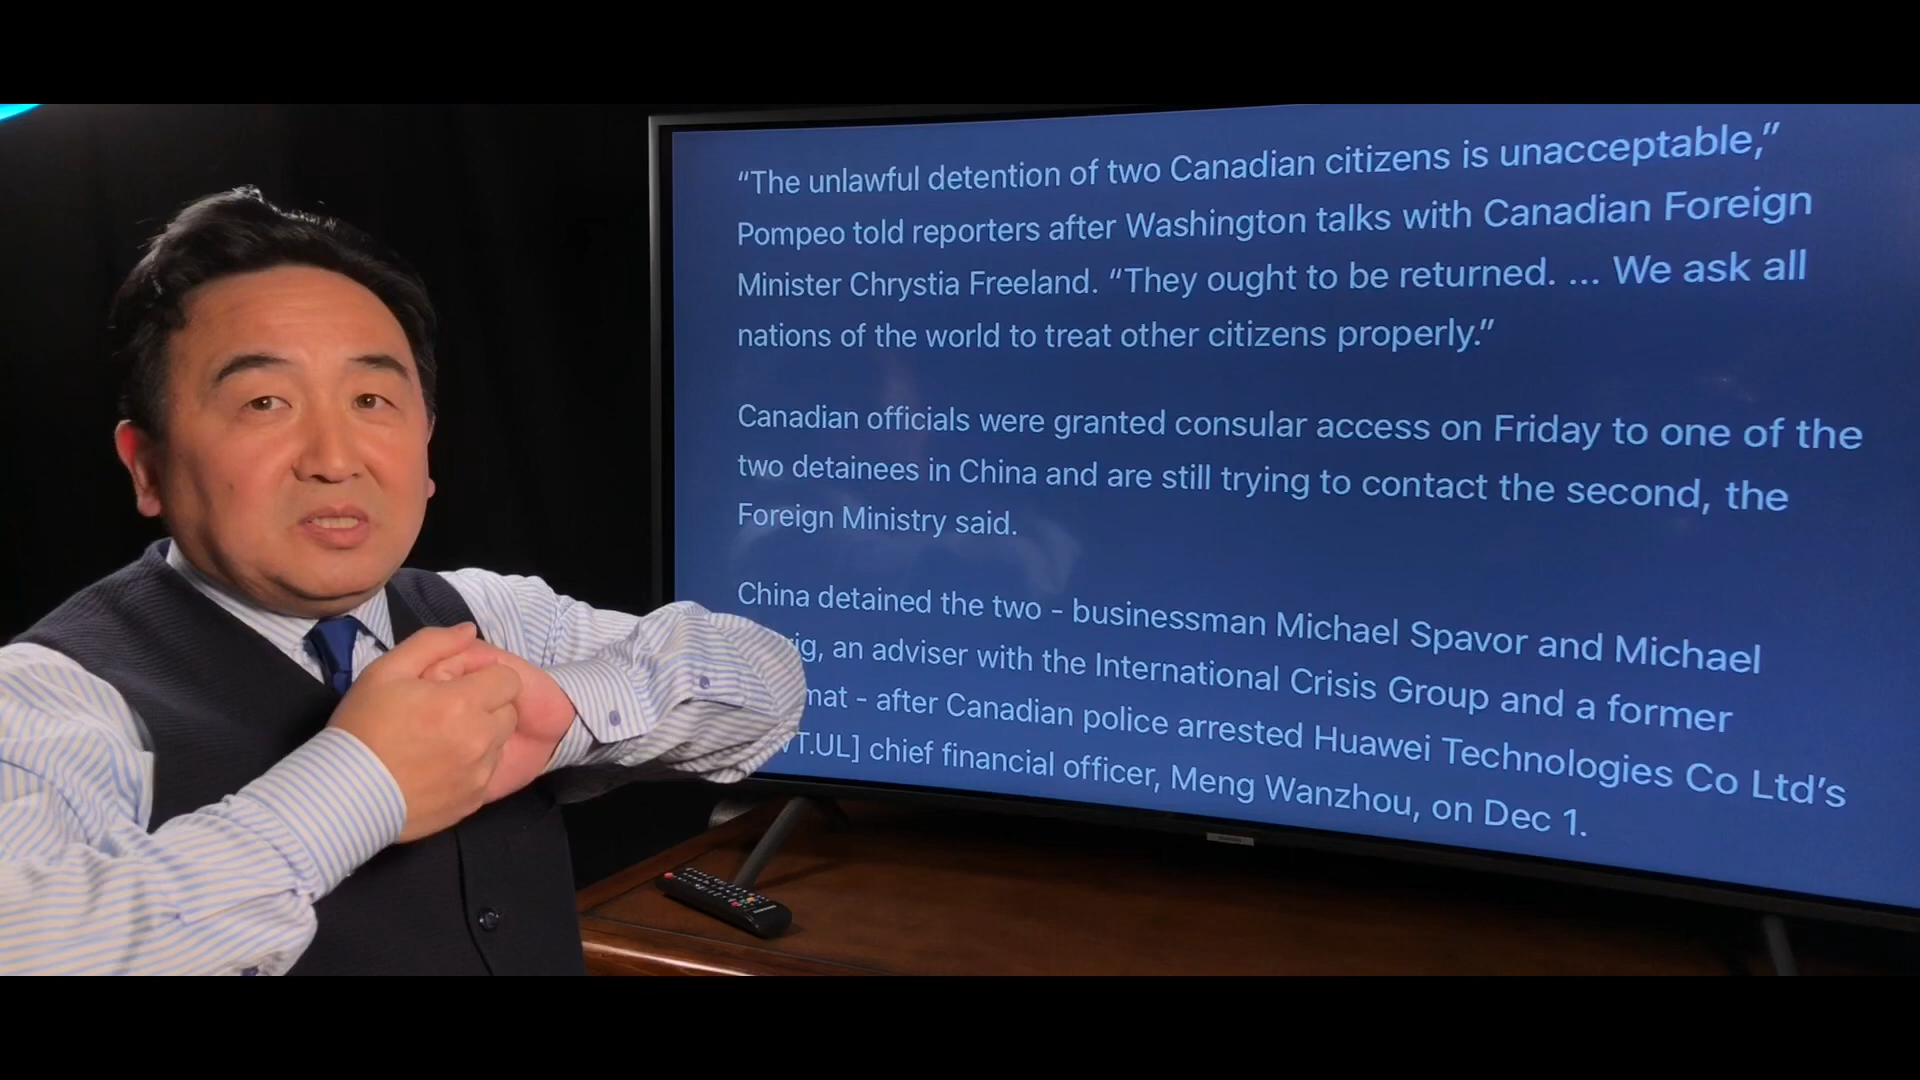 “The unlawful detention of two Canadian citizens is unacceptable,”
Pompeo told reporters after Washington talks with Canadian Foreign
Minister Chrystia Freeland. “They ought to be returned. ... We ask all
nations of the world to treat other citizens properly.”
Canadian officials were granted consular access on Friday to one of the
two detainees in China and are still trying to contact the second, the
Foreign Ministry said.
China detained the two - businessman Michael Spavor and Michael
ig, an adviser with the International Crisis Group and a former
mat - after Canadian police arrested Huawei Technologies Co Ltd’s
T.UL] chief financial officer, Meng Wanzhou, on Dec 1.